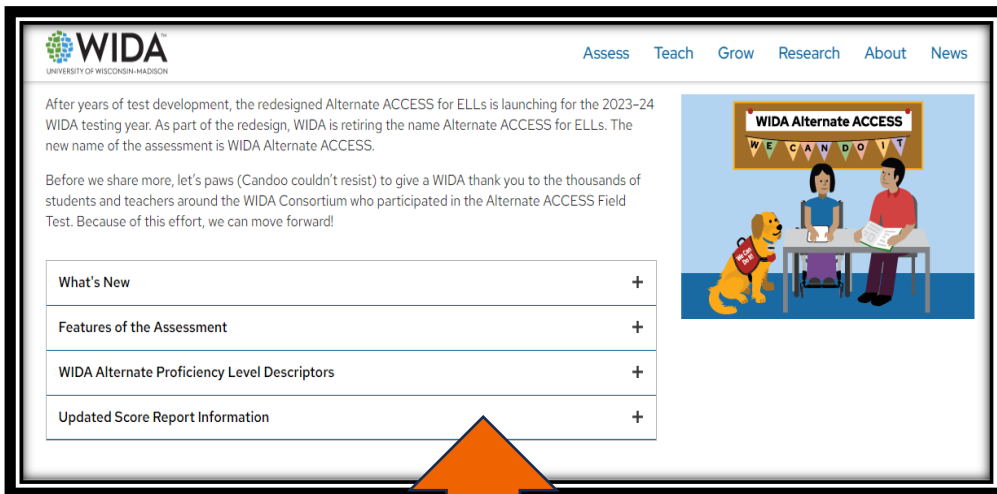 WIDA™
UNIVERSITY OF WISCONSIN-MADISON
Assess Teach Grow Research About News
After years of test development, the redesigned Alternate ACCESS for ELLs is launching for the 2023–24
WIDA testing year. As part of the redesign, WIDA is retiring the name Alternate ACCESS for ELLs. The
new name of the assessment is WIDA Alternate ACCESS.
Before we share more, let's paws (Candoo couldn't resist) to give a WIDA thank you to the thousands of
students and teachers around the WIDA Consortium who participated in the Alternate ACCESS Field
Test. Because of this effort, we can move forward!
WIDA Alternate ACCESS
WE CAN DO IT
We Can
Do It!
What's New +
Features of the Assessment +
WIDA Alternate Proficiency Level Descriptors +
Updated Score Report Information +